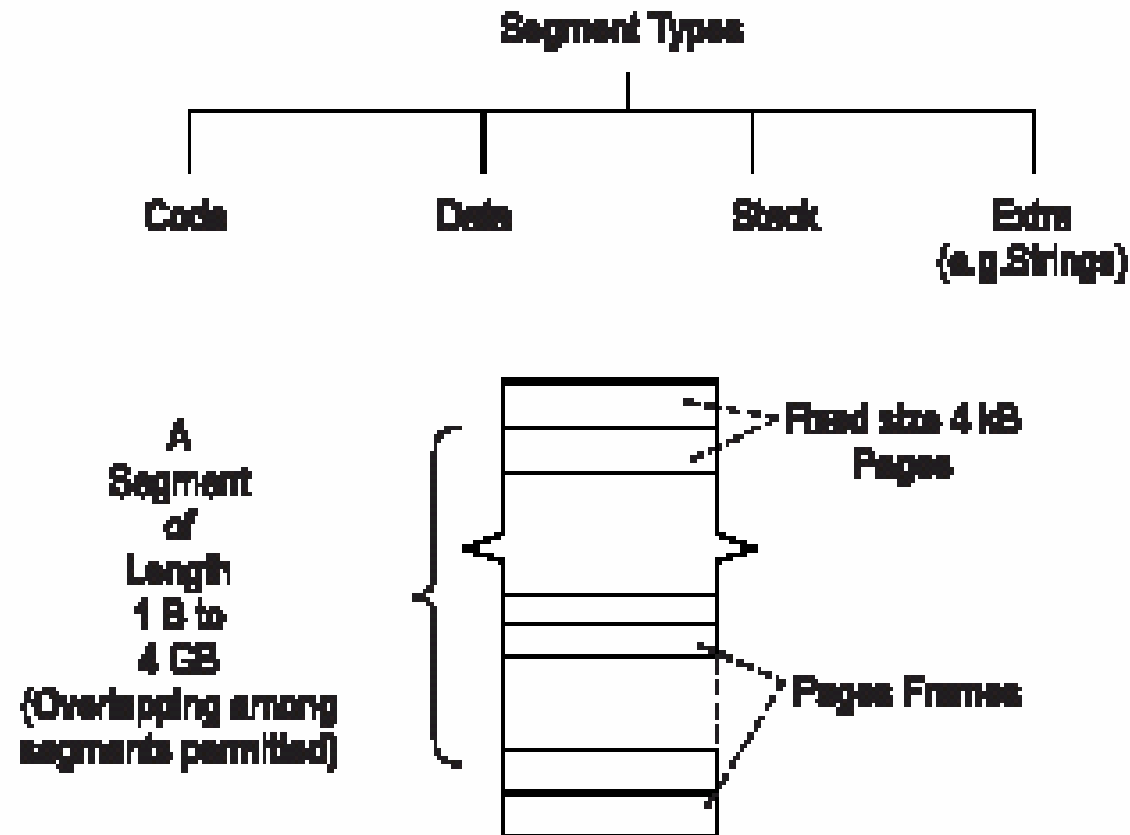 Segment Types
Code
Data
Stack
Extra
(e.g.Strings)
A
Segment
of
Length
1 B to
4 GB
(Overlapping among
segments permitted)
Fixed size 4 kB
Pages
Pages Frames